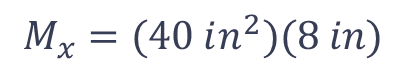 Mₓ = (40 in²)(8 in)